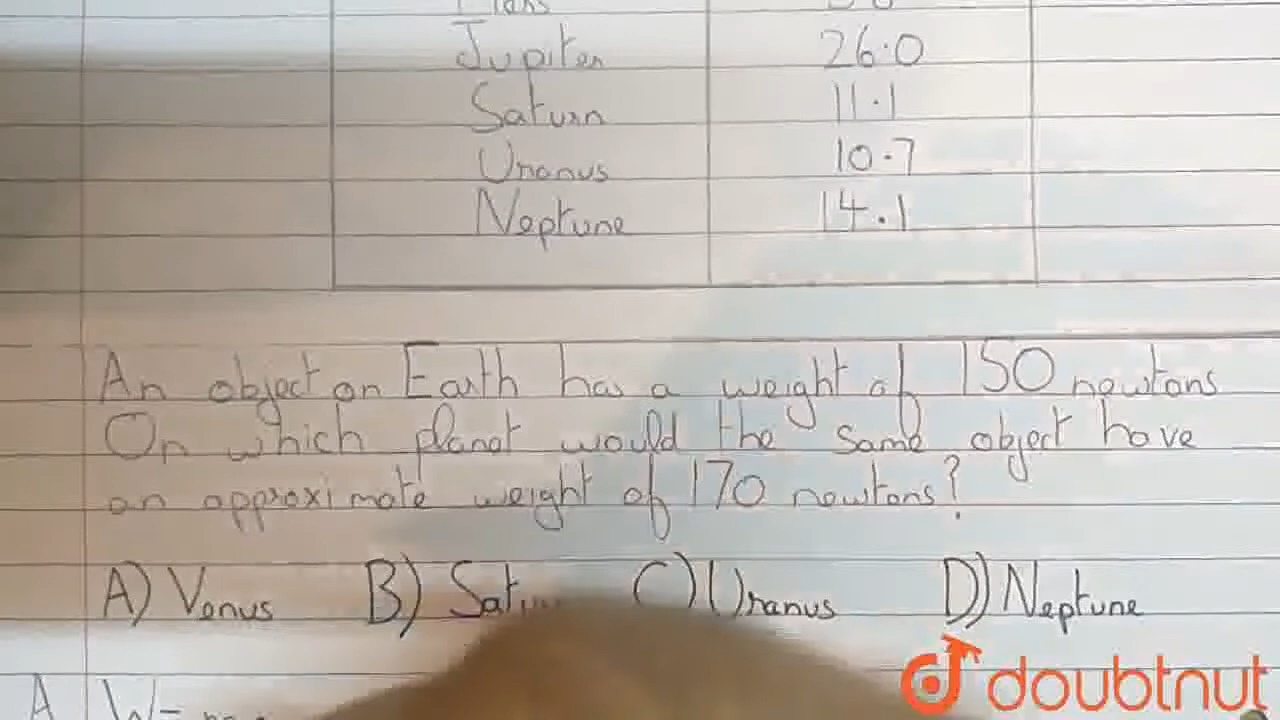 Jupiter 26.0
Saturn 11.1
Uranus 10.7
Neptune 14.1
An object on Earth has a weight of 150 newtons
On which planet would the same object have
an approximate weight of 170 newtons?
A) Venus B) Satu C) Uranus D) Neptune
doubtnut
A W=